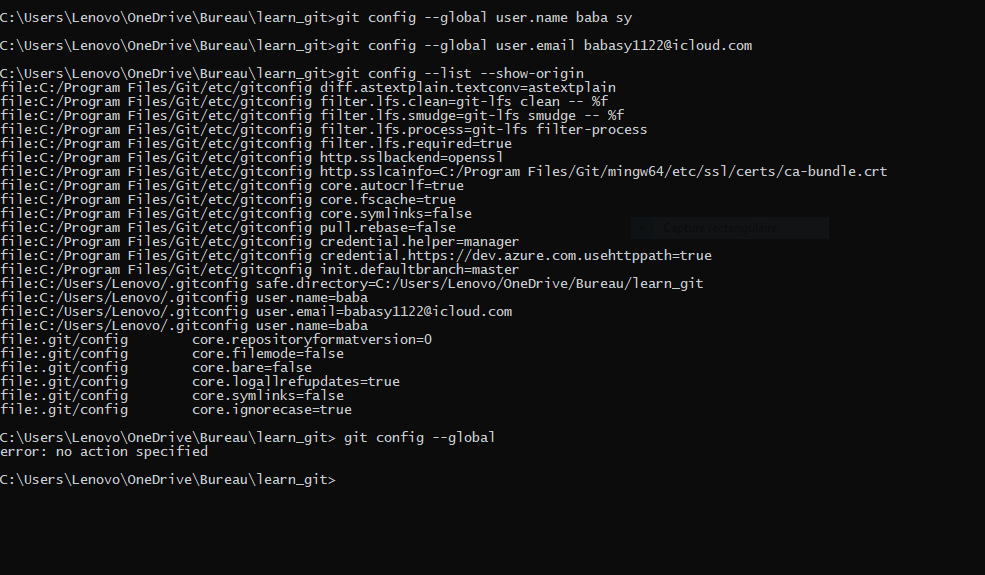 C:\Users\Lenovo\OneDrive\Bureau\learn_git>git config --global user.name baba sy
C:\Users\Lenovo\OneDrive\Bureau\learn_git>git config --global user.email babasy1122@icloud.com
C:\Users\Lenovo\OneDrive\Bureau\learn_git>git config --list --show-origin
file:C:/Program Files/Git/etc/gitconfig diff.astextplain.textconv=astextplain
file:C:/Program Files/Git/etc/gitconfig filter.lfs.clean=git-lfs clean -- %f
file:C:/Program Files/Git/etc/gitconfig filter.lfs.smudge=git-lfs smudge -- %f
file:C:/Program Files/Git/etc/gitconfig filter.lfs.process=git-lfs filter-process
file:C:/Program Files/Git/etc/gitconfig filter.lfs.required=true
file:C:/Program Files/Git/etc/gitconfig http.sslbackend=openssl
file:C:/Program Files/Git/etc/gitconfig http.sslcainfo=C:/Program Files/Git/mingw64/etc/ssl/certs/ca-bundle.crt
file:C:/Program Files/Git/etc/gitconfig core.autocrlf=true
file:C:/Program Files/Git/etc/gitconfig core.fscache=true
file:C:/Program Files/Git/etc/gitconfig core.symlinks=false
file:C:/Program Files/Git/etc/gitconfig pull.rebase=false
Capture rectangulaire
file:C:/Program Files/Git/etc/gitconfig credential.helper=manager
file:C:/Program Files/Git/etc/gitconfig credential.https://dev.azure.com.usehttppath=true
file:C:/Program Files/Git/etc/gitconfig init.defaultbranch=master
file:C:/Users/Lenovo/.gitconfig safe.directory=C:/Users/Lenovo/OneDrive/Bureau/learn_git
file:C:/Users/Lenovo/.gitconfig user.name=baba
file:C:/Users/Lenovo/.gitconfig user.email=babasy1122@icloud.com
file:C:/Users/Lenovo/.gitconfig user.name=baba
file:.git/config        core.repositoryformatversion=0
file:.git/config        core.filemode=false
file:.git/config        core.bare=false
file:.git/config        core.logallrefupdates=true
file:.git/config        core.symlinks=false
file:.git/config        core.ignorecase=true
C:\Users\Lenovo\OneDrive\Bureau\learn_git> git config --global
error: no action specified
C:\Users\Lenovo\OneDrive\Bureau\learn_git>